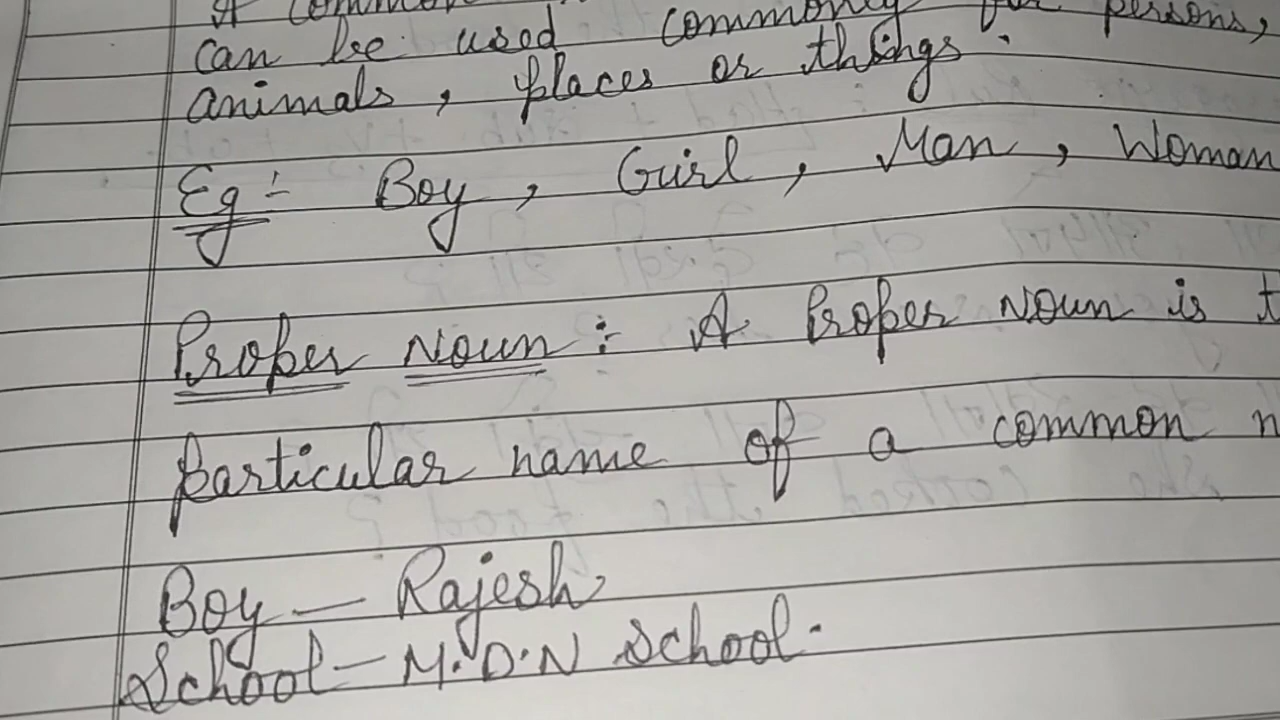 A common
can be used commonly for persons,
animals, places or things.
Eg:- Boy, Girl, Man, Woman
Proper Noun : A Proper Noun is t
particular name of a common n
Boy — Rajesh
School — M.D.N School.